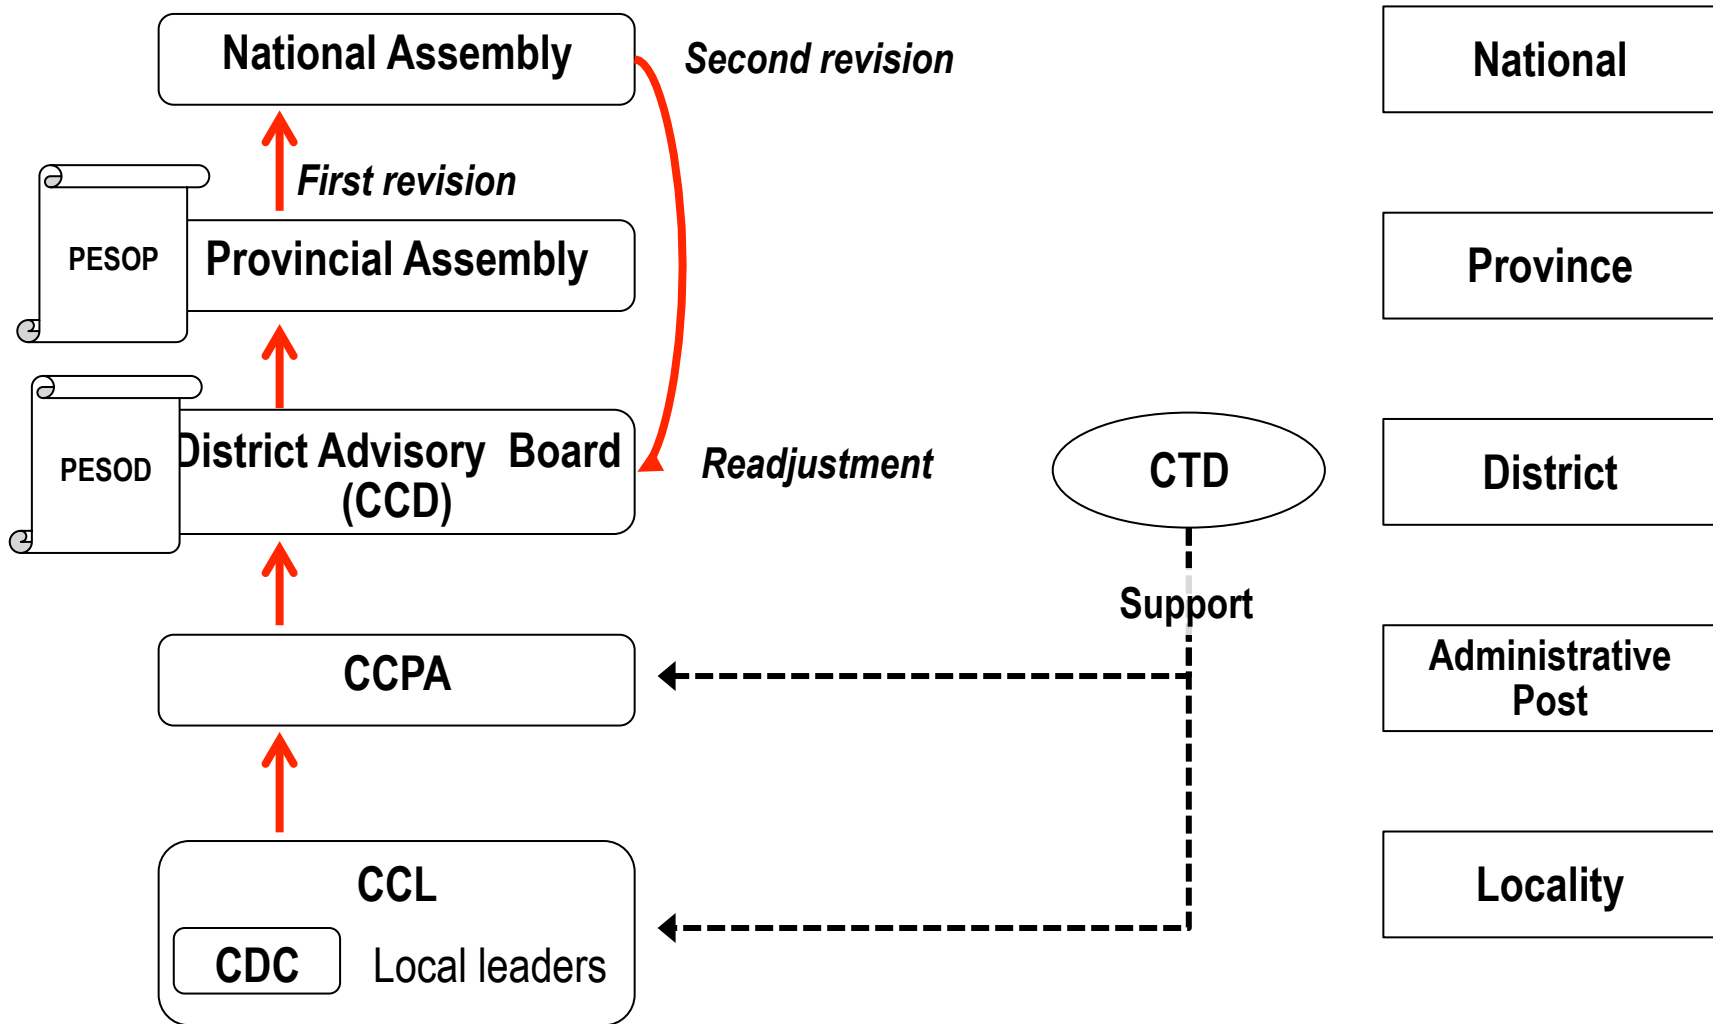 National Assembly
Second revision
National
First revision
PESOP
Provincial Assembly
Province
PESOD
District Advisory Board
(CCD)
Readjustment
CTD
District
Support
CCPA
Administrative
Post
CCL
Locality
CDC
Local leaders